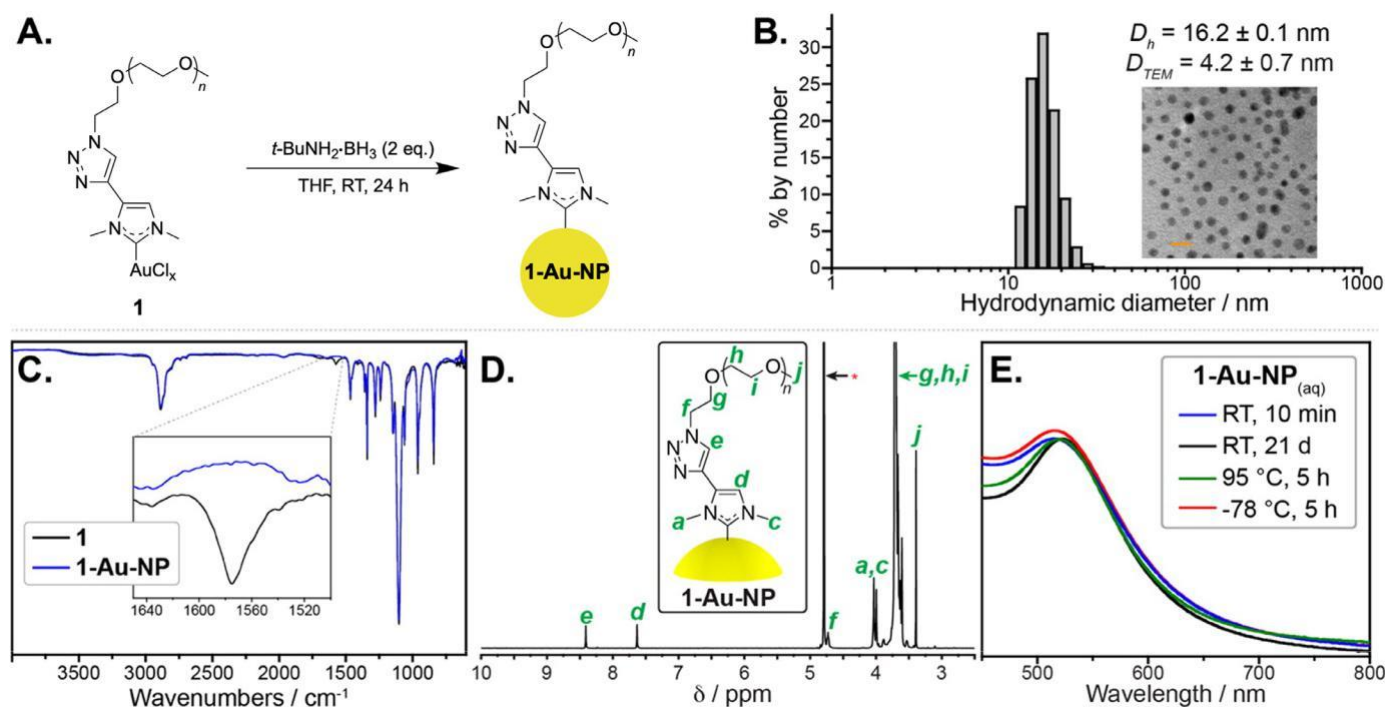 A.
O
O
n
N
N
N
N
N
AuClₓ
1
t-BuNH₂·BH₃ (2 eq.)
THF, RT, 24 h
O
O
n
N
N
N
N
N
1-Au-NP
B.
Dₕ = 16.2 ± 0.1 nm
D_TEM = 4.2 ± 0.7 nm
% by number
30
25
20
15
10
5
0
1
10
100
1000
Hydrodynamic diameter / nm
C.
1
1-Au-NP
1640 1600 1560 1520
3500 3000 2500 2000 1500 1000
Wavenumbers / cm⁻¹
D.
h
O
O
j
n
i
g
f
N
N
N
e
d
a
N
N
c
1-Au-NP
*
g,h,i
j
a,c
f
e
d
10 9 8 7 6 5 4 3
δ / ppm
E.
1-Au-NP(aq)
RT, 10 min
RT, 21 d
95 °C, 5 h
-78 °C, 5 h
500 600 700 800
Wavelength / nm